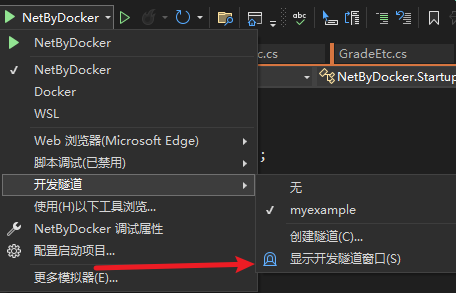 NetByDocker
NetByDocker
c.cs
GradeEtc.cs
NetByDocker
NetByDocker.Startup
Docker
WSL
Web 浏览器(Microsoft Edge)
脚本调试(已禁用)
开发隧道
使用(H)以下工具浏览...
NetByDocker 调试属性
配置启动项目...
更多模拟器(E)...
无
myexample
创建隧道(C)...
显示开发隧道窗口(S)
abc